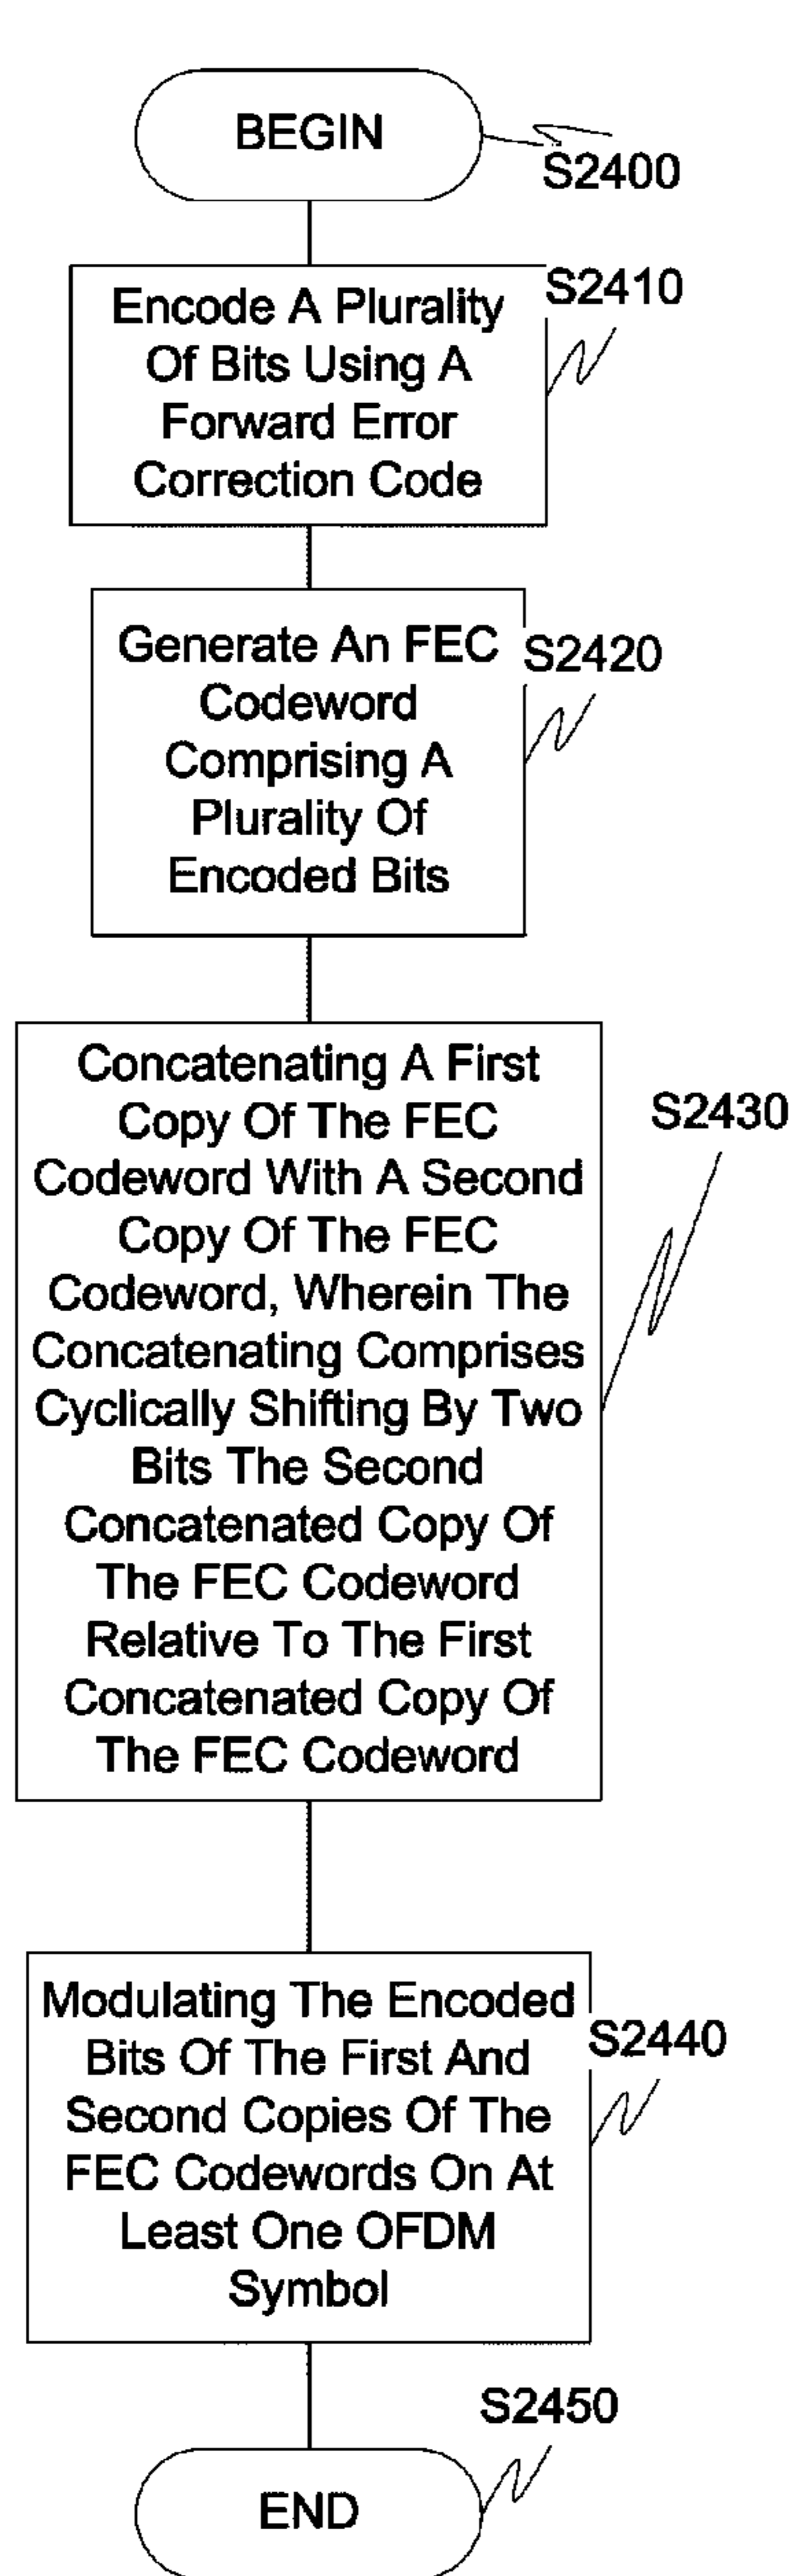 BEGIN
S2400
Encode A Plurality
Of Bits Using A
Forward Error
Correction Code
S2410
Generate An FEC
Codeword
Comprising A
Plurality Of
Encoded Bits
S2420
Concatenating A First
Copy Of The FEC
Codeword With A Second
Copy Of The FEC
Codeword, Wherein The
Concatenating Comprises
Cyclically Shifting By Two
Bits The Second
Concatenated Copy Of
The FEC Codeword
Relative To The First
Concatenated Copy Of
The FEC Codeword
S2430
Modulating The Encoded
Bits Of The First And
Second Copies Of The
FEC Codewords On At
Least One OFDM
Symbol
S2440
S2450
END